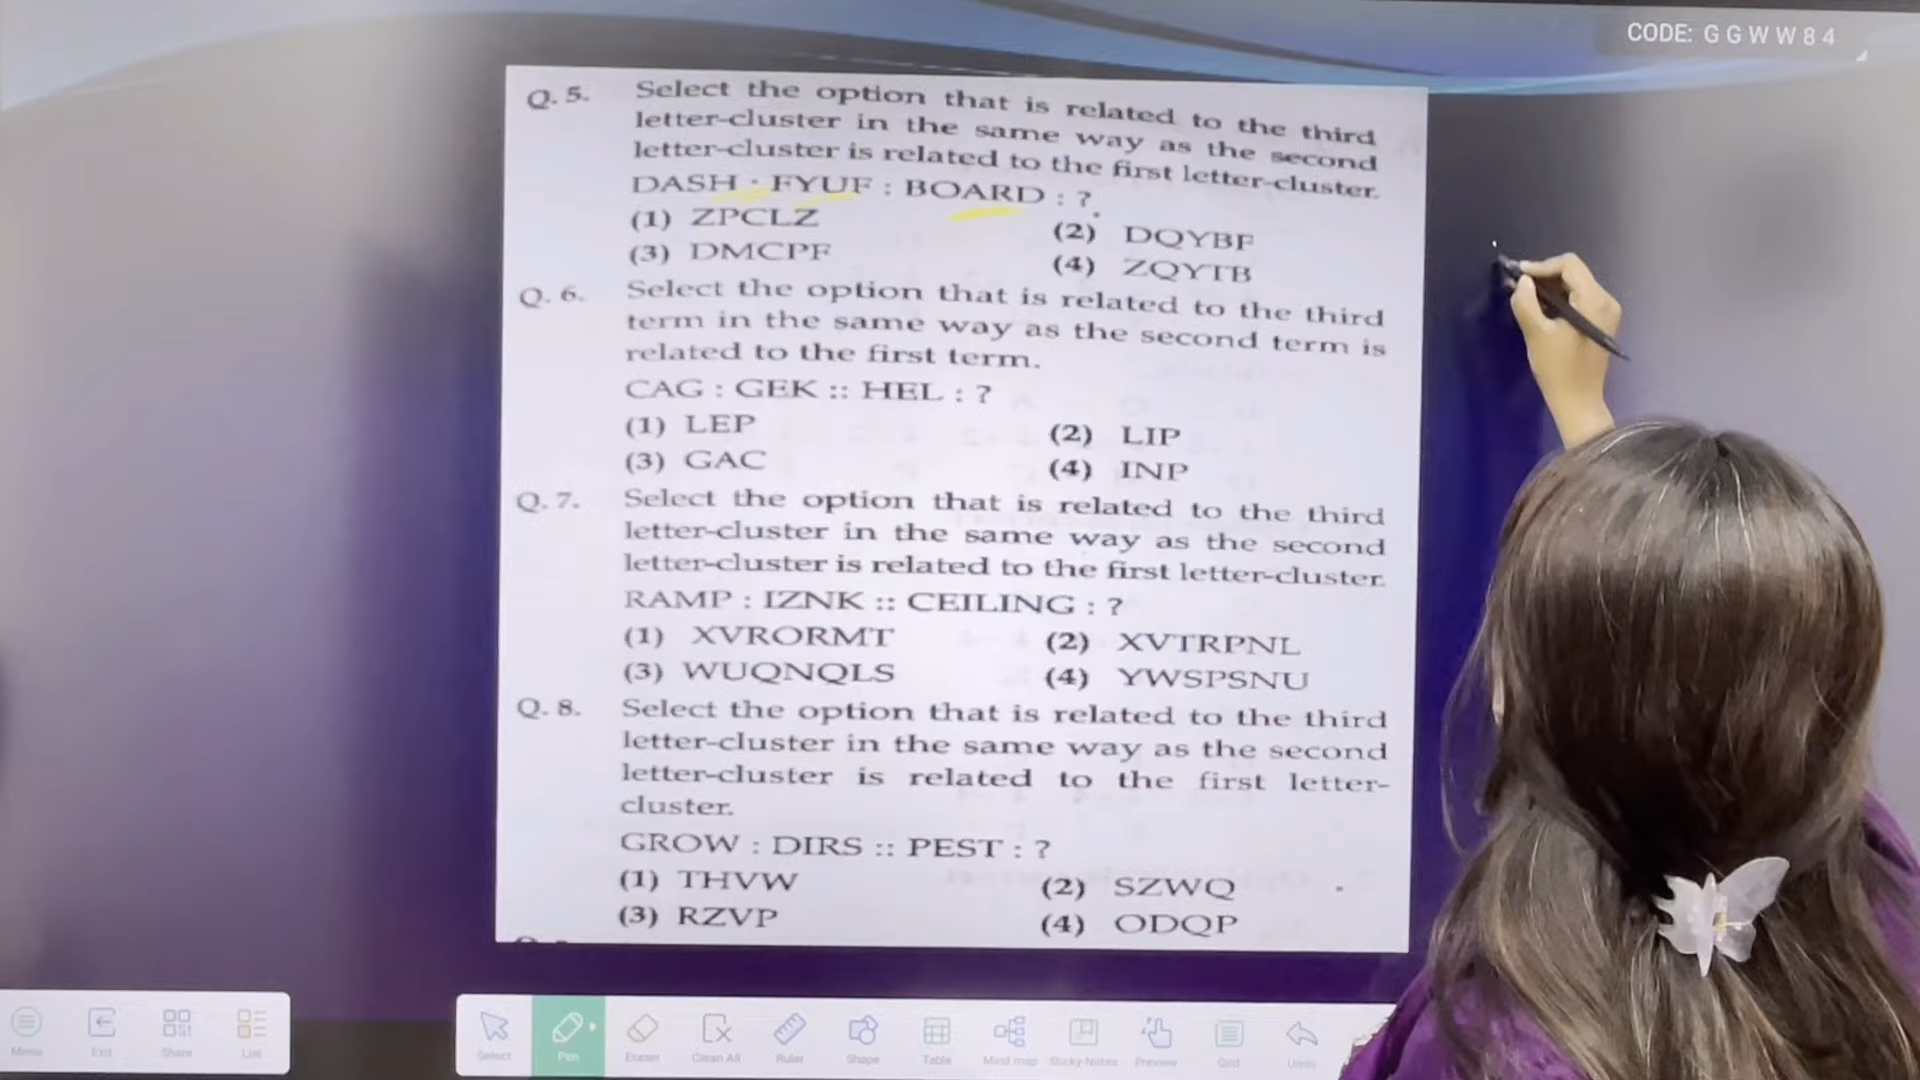 CODE: G G W W 8 4
Q. 5. Select the option that is related to the third
letter-cluster in the same way as the second
letter-cluster is related to the first letter-cluster.
DASH : FYUF : BOARD : ?
(1) ZPCLZ (2) DQYBF
(3) DMCPF (4) ZQYTB
Q. 6. Select the option that is related to the third
term in the same way as the second term is
related to the first term.
CAG : GEK :: HEL : ?
(1) LEP (2) LIP
(3) GAC (4) INP
Q. 7. Select the option that is related to the third
letter-cluster in the same way as the second
letter-cluster is related to the first letter-cluster.
RAMP : IZNK :: CEILING : ?
(1) XVRORMT (2) XVTRPNL
(3) WUQNQLS (4) YWSPSNU
Q. 8. Select the option that is related to the third
letter-cluster in the same way as the second
letter-cluster is related to the first letter-
cluster.
GROW : DIRS :: PEST : ?
(1) THVW (2) SZWQ
(3) RZVP (4) ODQP
Menu Exit Share List Select Pen Eraser Clean All Ruler Shape Table Mind map Sticky Notes Preview Grid Undo